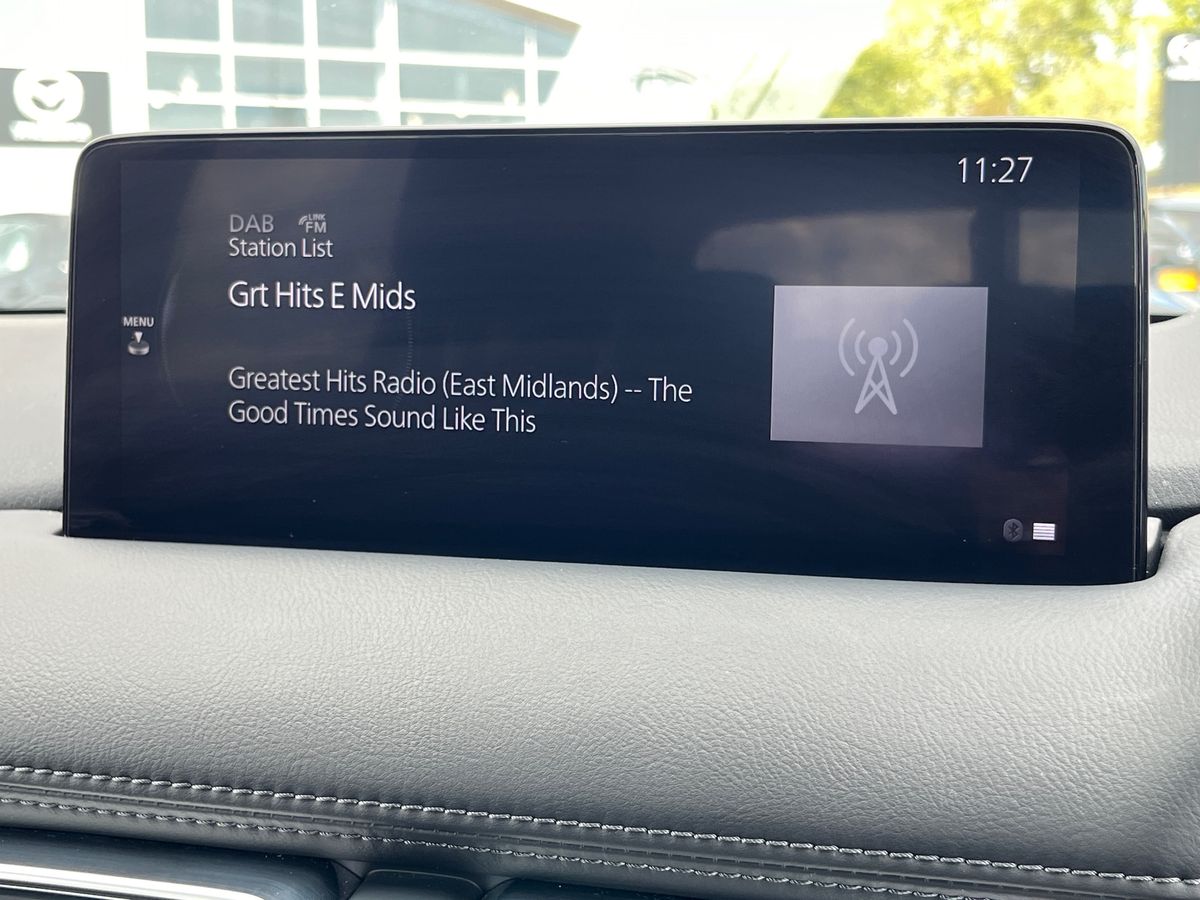 11:27
DAB LINK FM
Station List
Grt Hits E Mids
MENU
Greatest Hits Radio (East Midlands) -- The
Good Times Sound Like This